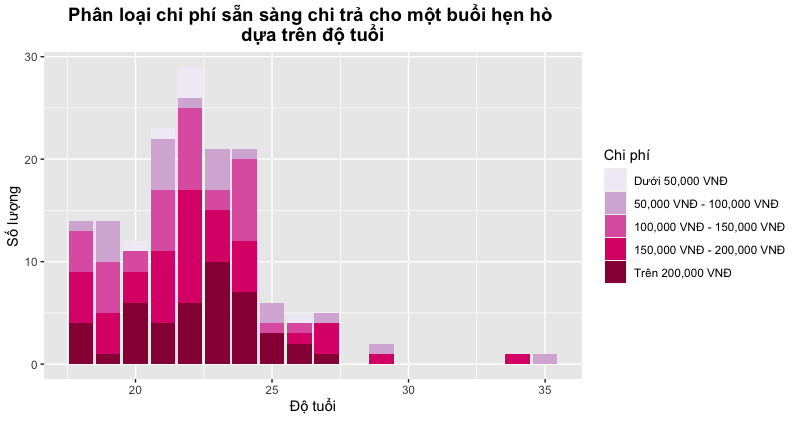 Phân loại chi phí sẵn sàng chi trả cho một buổi hẹn hò
dựa trên độ tuổi
30
20
10
0
Số lượng
20
25
30
35
Độ tuổi
Chi phí
Dưới 50,000 VNĐ
50,000 VNĐ - 100,000 VNĐ
100,000 VNĐ - 150,000 VNĐ
150,000 VNĐ - 200,000 VNĐ
Trên 200,000 VNĐ